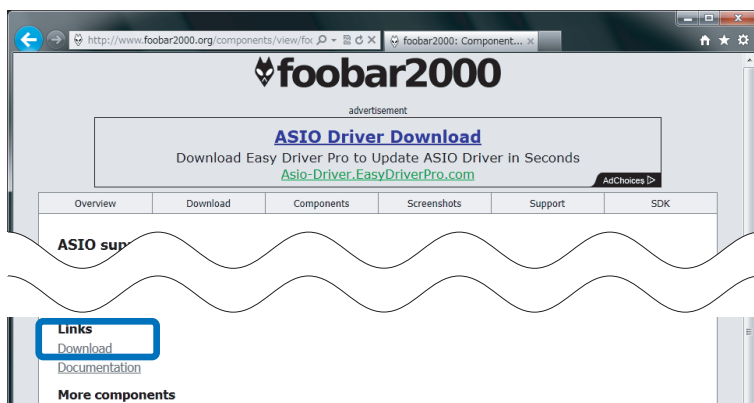 http://www.foobar2000.org/components/view/foo
foobar2000: Component...
foobar2000
advertisement
ASIO Driver Download
Download Easy Driver Pro to Update ASIO Driver in Seconds
Asio-Driver.EasyDriverPro.com
AdChoices
Overview Download Components Screenshots Support SDK
ASIO
Links
Download
Documentation
More components